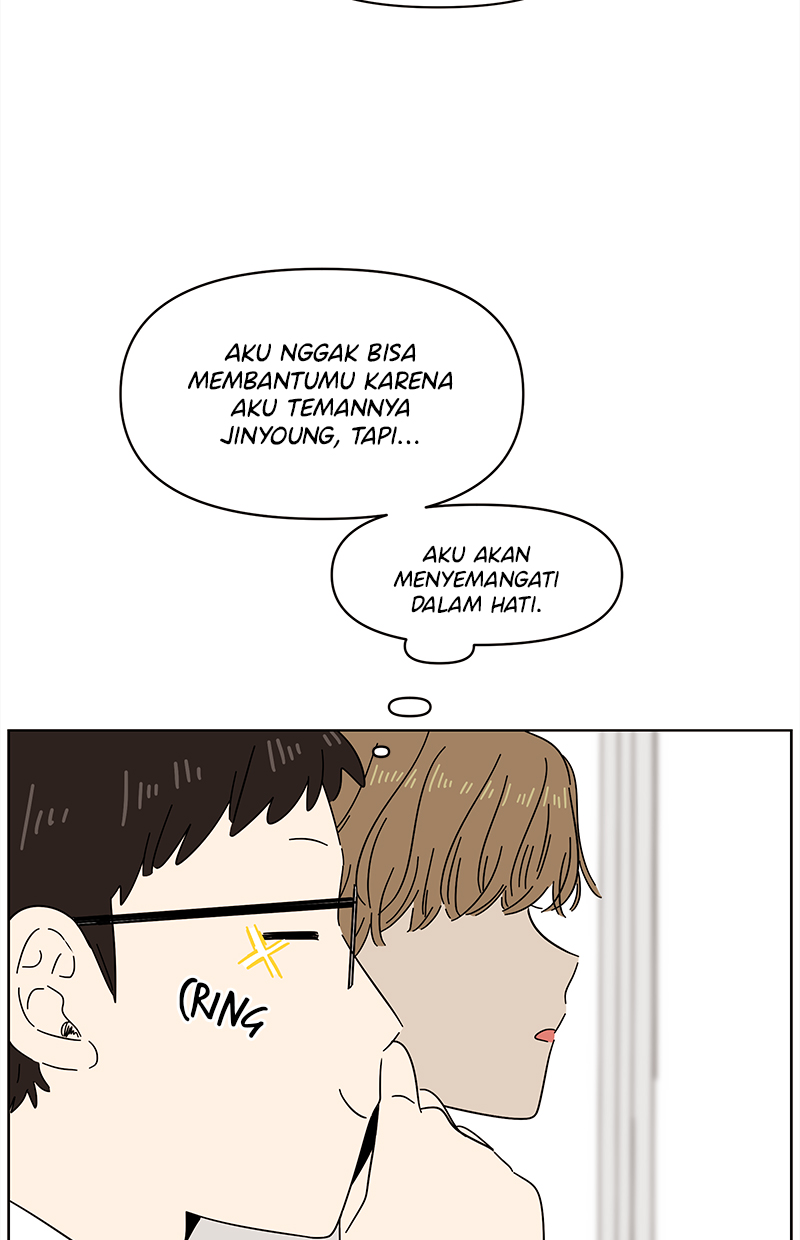 AKU NGGAK BISA
MEMBANTUMU KARENA
AKU TEMANNYA
JINYOUNG, TAPI...
AKU AKAN
MENYEMANGATI
DALAM HATI.
CRING